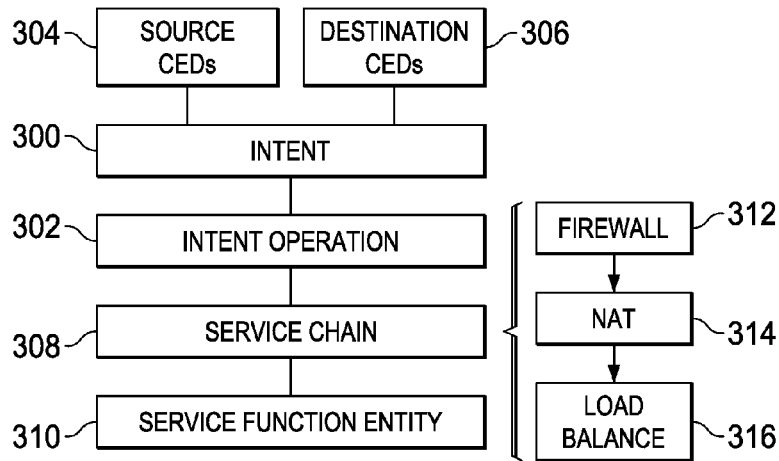 304
SOURCE
CEDs
DESTINATION
CEDs
306
300
INTENT
302
INTENT OPERATION
308
SERVICE CHAIN
310
SERVICE FUNCTION ENTITY
FIREWALL
312
NAT
314
LOAD
BALANCE
316